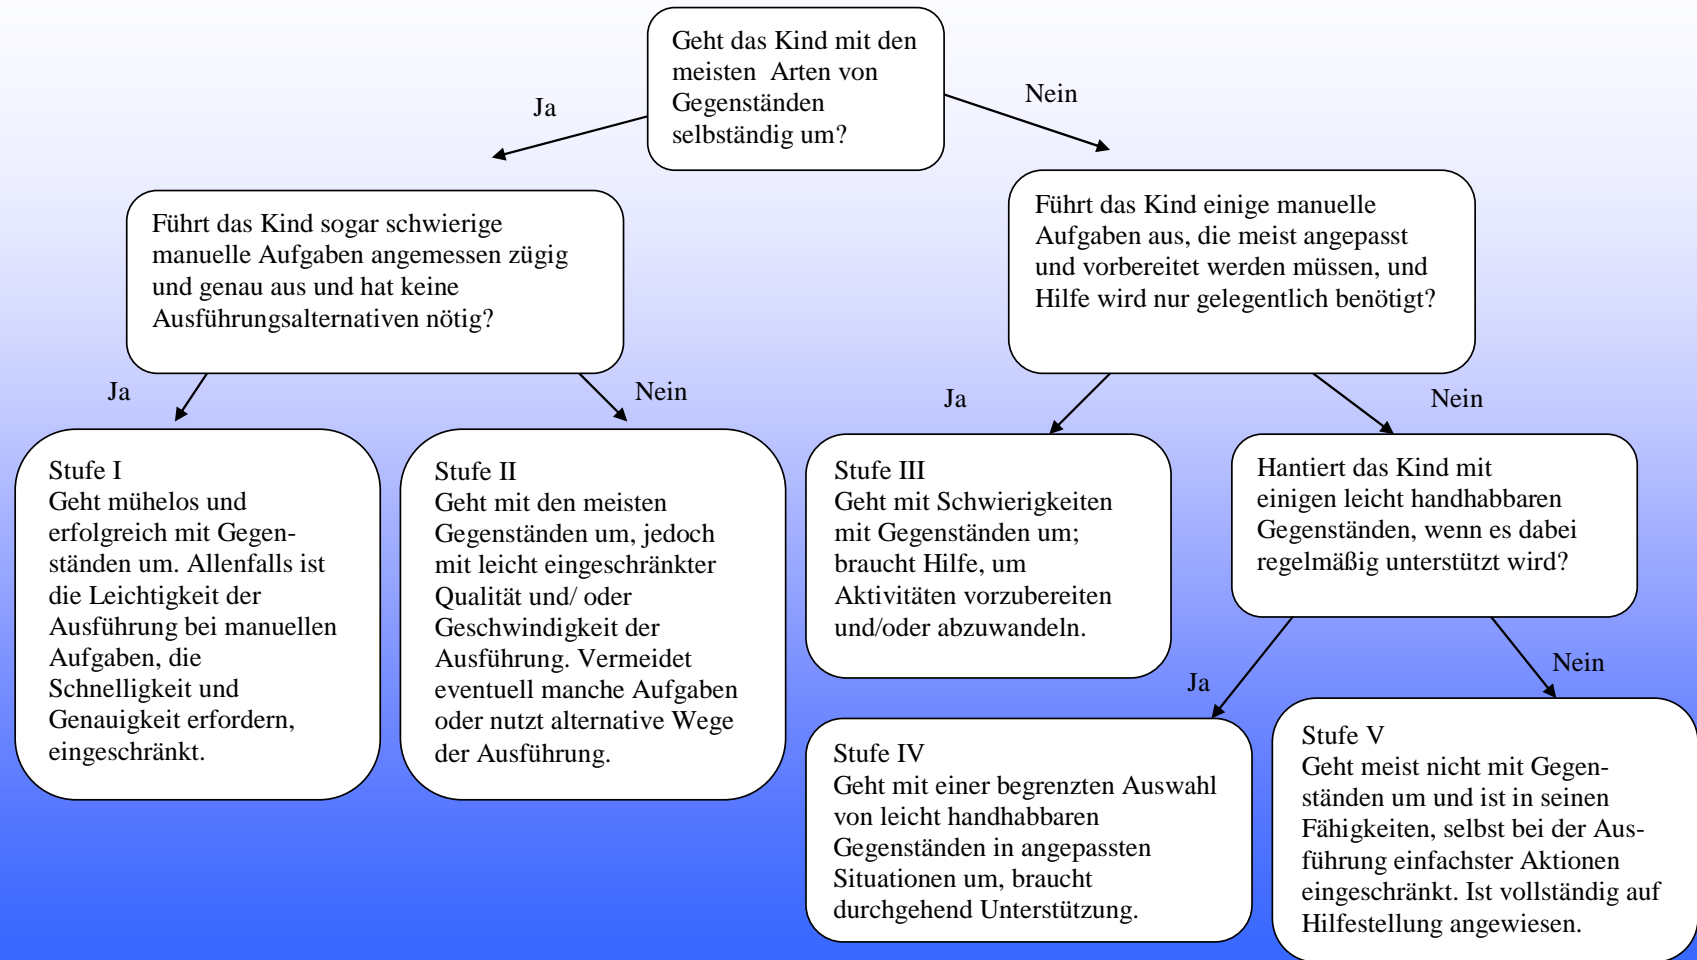 Geht das Kind mit den
meisten Arten von
Gegenständen
selbständig um?
Ja
Nein
Führt das Kind sogar schwierige
manuelle Aufgaben angemessen zügig
und genau aus und hat keine
Ausführungsalternativen nötig?
Führt das Kind einige manuelle
Aufgaben aus, die meist angepasst
und vorbereitet werden müssen, und
Hilfe wird nur gelegentlich benötigt?
Ja
Nein
Ja
Nein
Stufe I
Geht mühelos und
erfolgreich mit Gegen-
ständen um. Allenfalls ist
die Leichtigkeit der
Ausführung bei manuellen
Aufgaben, die
Schnelligkeit und
Genauigkeit erfordern,
eingeschränkt.
Stufe II
Geht mit den meisten
Gegenständen um, jedoch
mit leicht eingeschränkter
Qualität und/ oder
Geschwindigkeit der
Ausführung. Vermeidet
eventuell manche Aufgaben
oder nutzt alternative Wege
der Ausführung.
Stufe III
Geht mit Schwierigkeiten
mit Gegenständen um;
braucht Hilfe, um
Aktivitäten vorzubereiten
und/oder abzuwandeln.
Hantiert das Kind mit
einigen leicht handhabbaren
Gegenständen, wenn es dabei
regelmäßig unterstützt wird?
Ja
Nein
Stufe IV
Geht mit einer begrenzten Auswahl
von leicht handhabbaren
Gegenständen in angepassten
Situationen um, braucht
durchgehend Unterstützung.
Stufe V
Geht meist nicht mit Gegen-
ständen um und ist in seinen
Fähigkeiten, selbst bei der Aus-
führung einfachster Aktionen
eingeschränkt. Ist vollständig auf
Hilfestellung angewiesen.